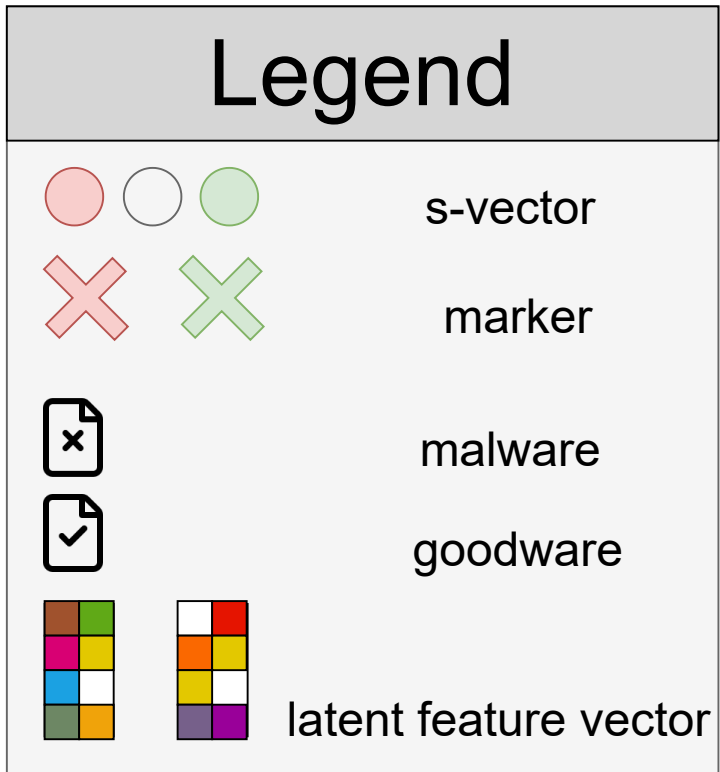 Legend
s-vector
marker
malware
goodware
latent feature vector